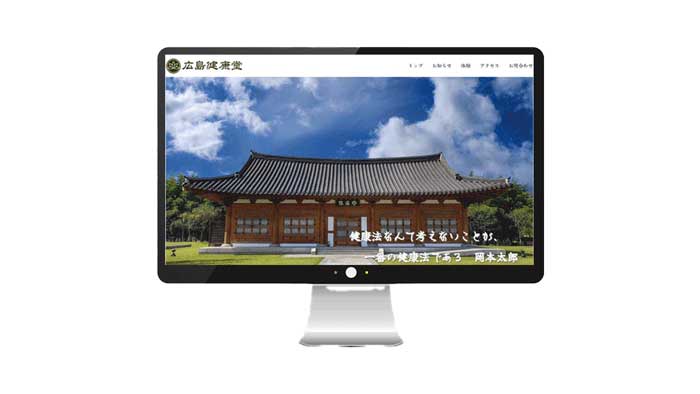 広島健康堂
トップ
お知らせ
体験
アクセス
お問合わせ
健康法なんて考えないことが、
一番の健康法である 岡本太郎